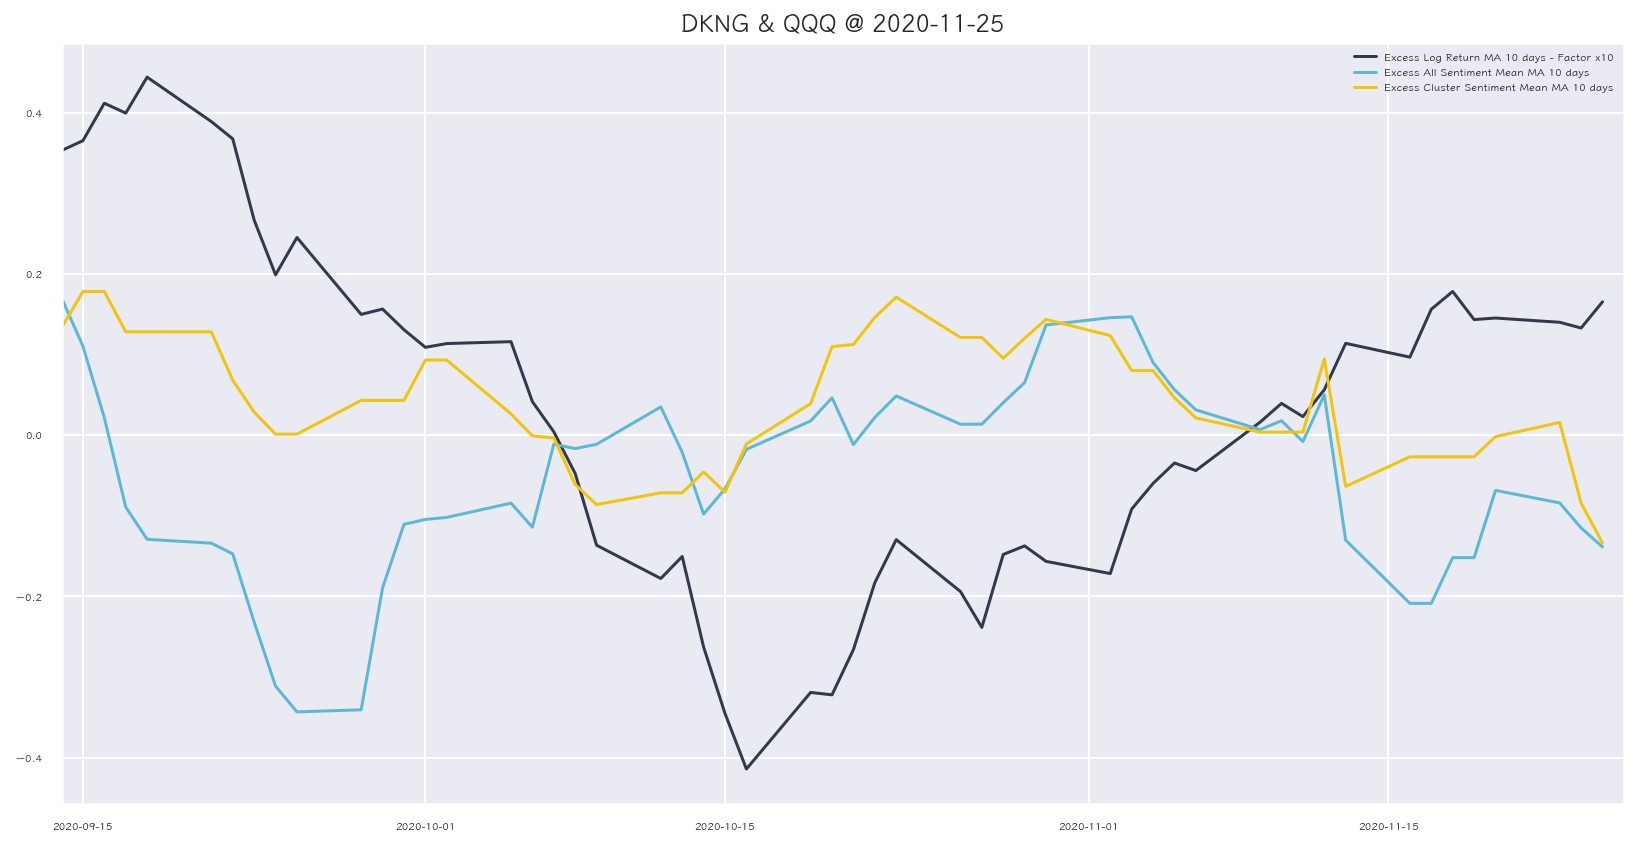 DKNG & QQQ @ 2020-11-25
Excess Log Return MA 10 days - Factor x10
Excess All Sentiment Mean MA 10 days
Excess Cluster Sentiment Mean MA 10 days
0.4
0.2
0.0
−0.2
−0.4
2020-09-15 2020-10-01 2020-10-15 2020-11-01 2020-11-15